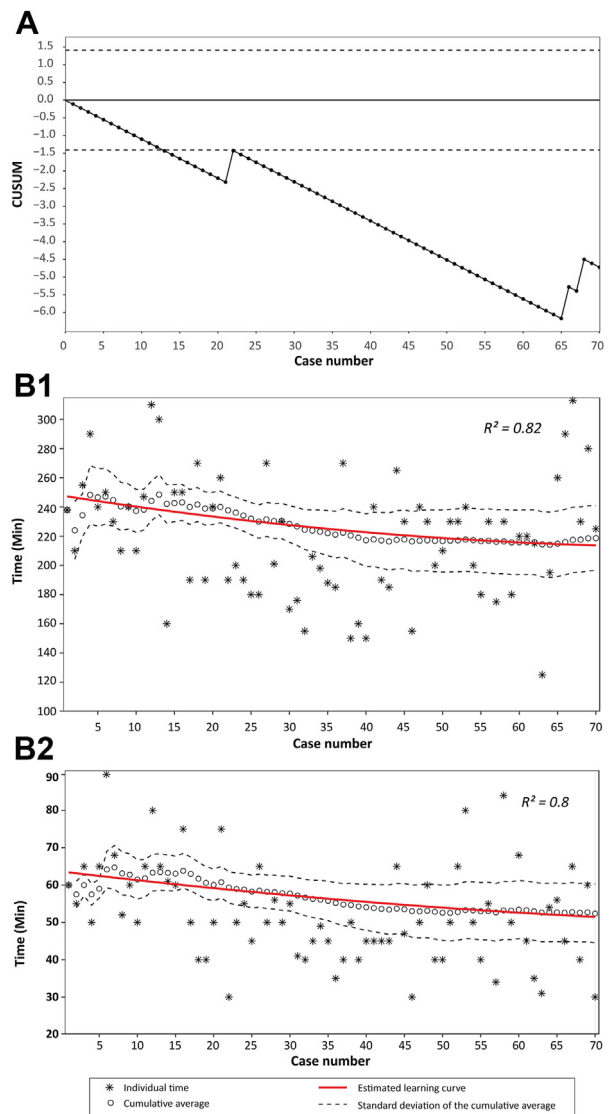 A
1.5
1.0
0.5
0.0
−0.5
−1.0
−1.5
−2.0
−2.5
−3.0
−3.5
−4.0
−4.5
−5.0
−5.5
−6.0
CUSUM
0 5 10 15 20 25 30 35 40 45 50 55 60 65 70
Case number
B1
R² = 0.82
300
280
260
240
220
200
180
160
140
120
100
Time (Min)
5 10 15 20 25 30 35 40 45 50 55 60 65 70
Case number
B2
R² = 0.8
90
80
70
60
50
40
30
20
Time (Min)
5 10 15 20 25 30 35 40 45 50 55 60 65 70
Case number
Individual time
Estimated learning curve
Cumulative average
Standard deviation of the cumulative average